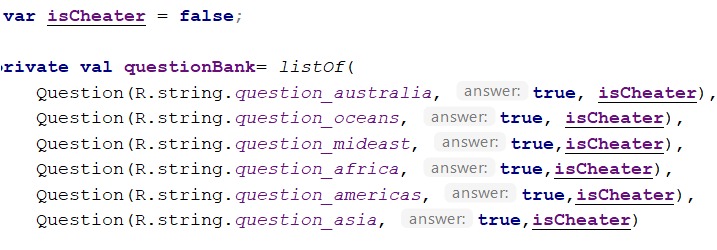 var isCheater = false;
private val questionBank= listOf(
Question(R.string.question_australia, answer: true, isCheater),
Question(R.string.question_oceans, answer: true, isCheater),
Question(R.string.question_mideast, answer: true,isCheater),
Question(R.string.question_africa, answer: true,isCheater),
Question(R.string.question_americas, answer: true,isCheater),
Question(R.string.question_asia, answer: true,isCheater)